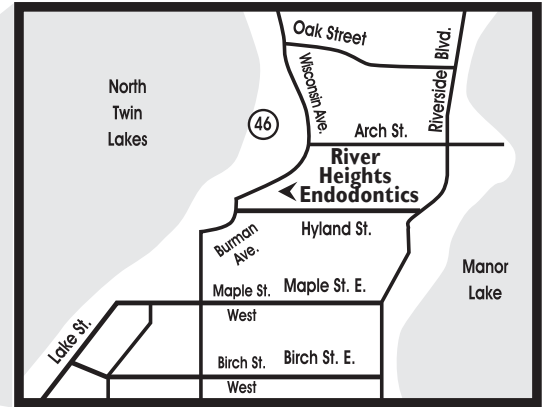 Oak Street
Riverside Blvd.
Wisconsin Ave.
North
Twin
Lakes
46
Arch St.
River
Heights
Endodontics
Hyland St.
Burman
Ave.
Manor
Lake
Maple St.
West
Maple St. E.
Lake St.
Birch St.
West
Birch St. E.